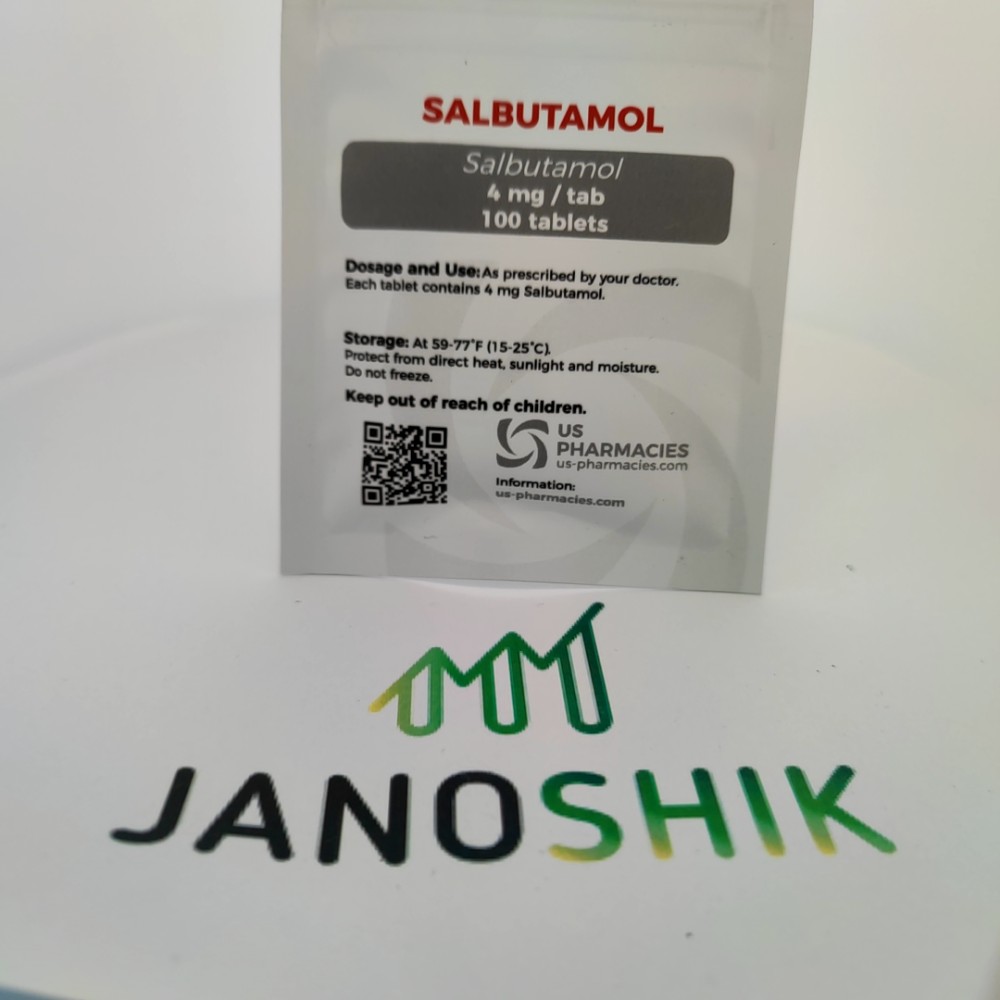 SALBUTAMOL
Salbutamol
4 mg / tab
100 tablets
Dosage and Use: As prescribed by your doctor.
Each tablet contains 4 mg Salbutamol.
Storage: At 59-77°F (15-25°C).
Protect from direct heat, sunlight and moisture.
Do not freeze.
Keep out of reach of children.
US
PHARMACIES
us-pharmacies.com
Information:
us-pharmacies.com
JANOSHIK